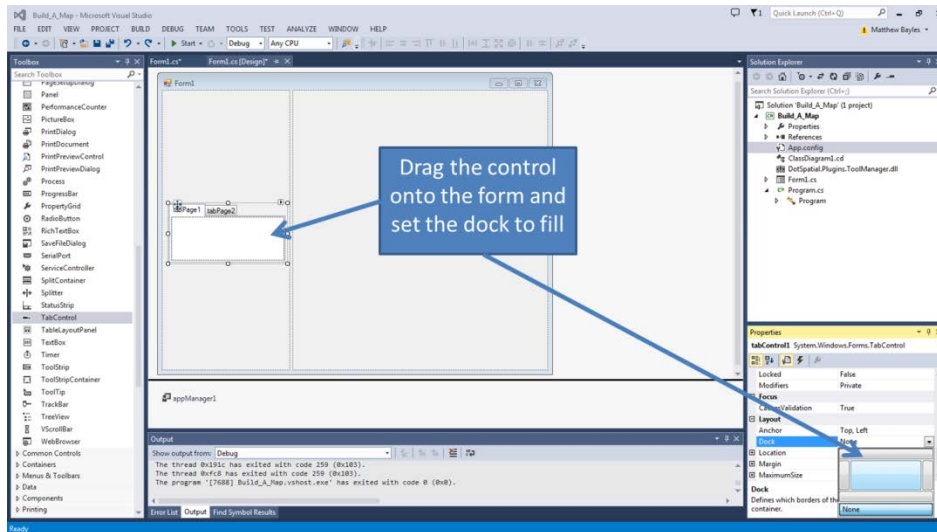 Build_A_Map - Microsoft Visual Studio
Quick Launch (Ctrl+Q)
FILE EDIT VIEW PROJECT BUILD DEBUG TEAM TOOLS TEST ANALYZE WINDOW HELP
Matthew Bayles
Start Debug Any CPU
Toolbox
Search Toolbox
PageSetupDialog
Panel
PerformanceCounter
PictureBox
PrintDialog
PrintDocument
PrintPreviewControl
PrintPreviewDialog
Process
ProgressBar
PropertyGrid
RadioButton
RichTextBox
SaveFileDialog
SerialPort
ServiceController
SplitContainer
Splitter
StatusStrip
TabControl
TableLayoutPanel
TextBox
Timer
ToolStrip
ToolStripContainer
ToolTip
TrackBar
TreeView
VScrollBar
WebBrowser
Common Controls
Containers
Menus & Toolbars
Data
Components
Printing
Form1.cs* Form1.cs [Design]*
Form1
Page1 tabPage2
Drag the control
onto the form and
set the dock to fill
appManager1
Output
Show output from: Debug
The thread 0x191c has exited with code 259 (0x103).
The thread 0xfc8 has exited with code 259 (0x103).
The program '[7688] Build_A_Map.vshost.exe' has exited with code 0 (0x0).
Error List Output Find Symbol Results
Solution Explorer
Search Solution Explorer (Ctrl+;)
Solution 'Build_A_Map' (1 project)
Build_A_Map
Properties
References
App.config
ClassDiagram1.cd
DotSpatial.Plugins.ToolManager.dll
Form1.cs
Program.cs
Program
Properties
tabControl1 System.Windows.Forms.TabControl
Locked False
Modifiers Private
Focus
CausesValidation True
Layout
Anchor Top, Left
Dock None
Location
Margin
MaximumSize
None
Dock
Defines which borders of the
container.
Ready